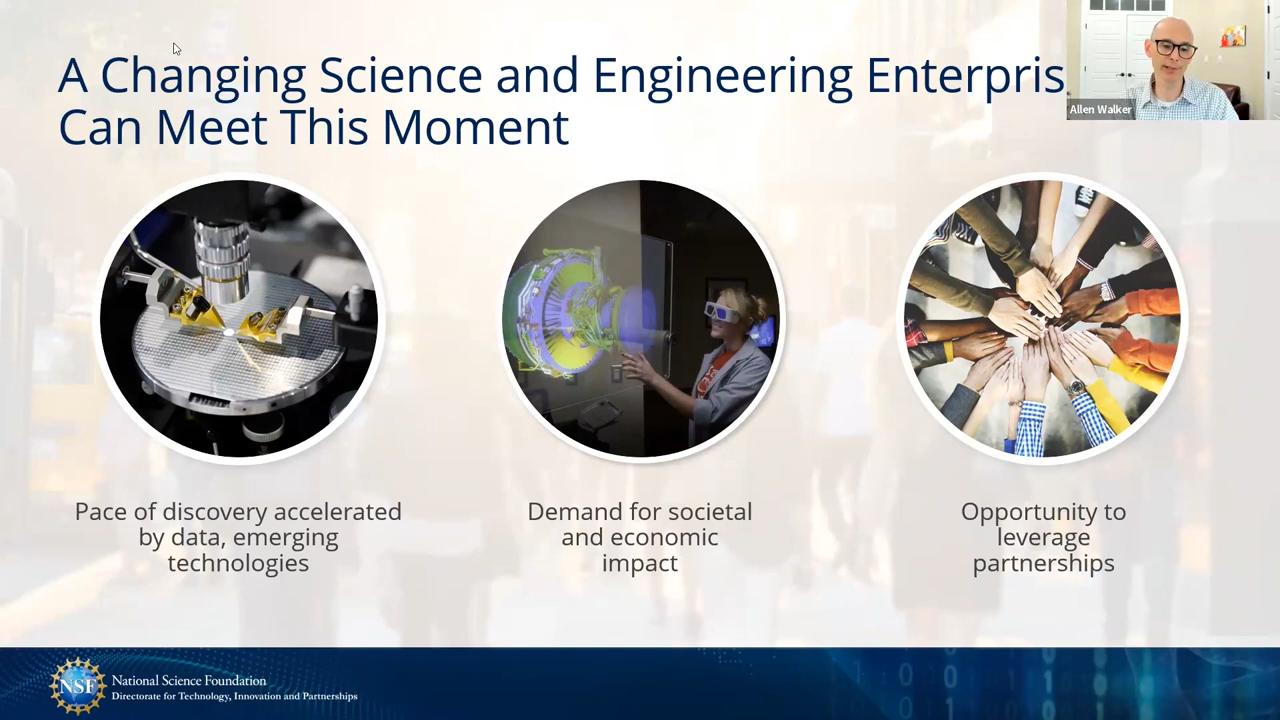 A Changing Science and Engineering Enterpris
Can Meet This Moment
Allen Walker
Pace of discovery accelerated
by data, emerging
technologies
Demand for societal
and economic
impact
Opportunity to
leverage
partnerships
NSF
National Science Foundation
Directorate for Technology, Innovation and Partnerships